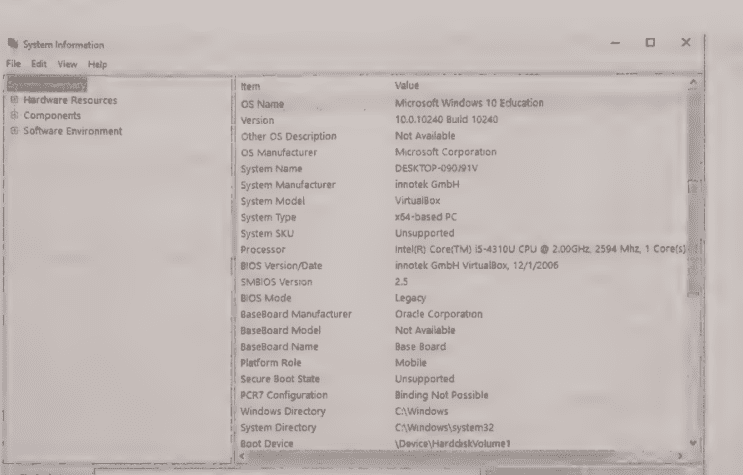 System Information
File Edit View Help
System Summary
Hardware Resources
Components
Software Environment
Item Value
OS Name Microsoft Windows 10 Education
Version 10.0.10240 Build 10240
Other OS Description Not Available
OS Manufacturer Microsoft Corporation
System Name DESKTOP-090J91V
System Manufacturer innotek GmbH
System Model VirtualBox
System Type x64-based PC
System SKU Unsupported
Processor Intel(R) Core(TM) i5-4310U CPU @ 2.00GHz, 2594 Mhz, 1 Core(s)
BIOS Version/Date innotek GmbH VirtualBox, 12/1/2006
SMBIOS Version 2.5
BIOS Mode Legacy
BaseBoard Manufacturer Oracle Corporation
BaseBoard Model Not Available
BaseBoard Name Base Board
Platform Role Mobile
Secure Boot State Unsupported
PCR7 Configuration Binding Not Possible
Windows Directory C:\Windows
System Directory C:\Windows\system32
Boot Device \Device\HarddiskVolume1